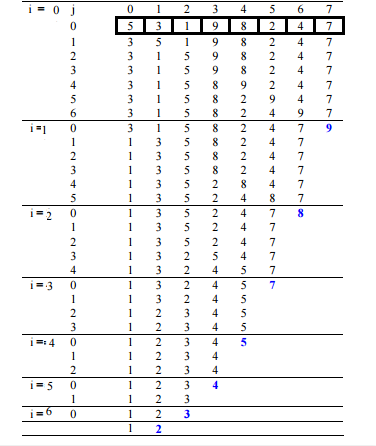 i = 0 j 0 1 2 3 4 5 6 7
0 5 3 1 9 8 2 4 7
1 3 5 1 9 8 2 4 7
2 3 1 5 9 8 2 4 7
3 3 1 5 9 8 2 4 7
4 3 1 5 8 9 2 4 7
5 3 1 5 8 2 9 4 7
6 3 1 5 8 2 4 9 7
i =1 0 3 1 5 8 2 4 7 9
1 1 3 5 8 2 4 7
2 1 3 5 8 2 4 7
3 1 3 5 8 2 4 7
4 1 3 5 2 8 4 7
5 1 3 5 2 4 8 7
i = 2 0 1 3 5 2 4 7 8
1 1 3 5 2 4 7
2 1 3 5 2 4 7
3 1 3 2 5 4 7
4 1 3 2 4 5 7
i = 3 0 1 3 2 4 5 7
1 1 3 2 4 5
2 1 2 3 4 5
3 1 2 3 4 5
i = 4 0 1 2 3 4 5
1 1 2 3 4
2 1 2 3 4
i = 5 0 1 2 3 4
1 1 2 3
i = 6 0 1 2 3
1 2